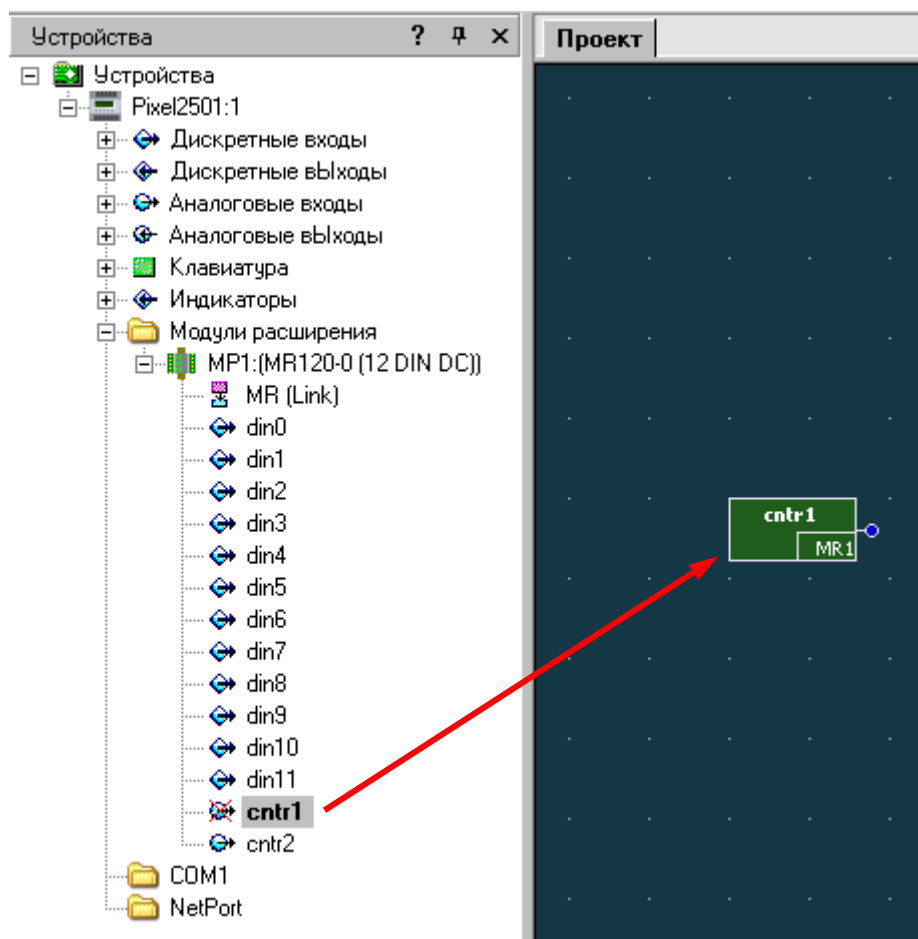 Устройства
Проект
Устройства
Pixel2501:1
Дискретные входы
Дискретные вЫходы
Аналоговые входы
Аналоговые вЫходы
Клавиатура
Индикаторы
Модули расширения
MP1:(MR120-0 (12 DIN DC))
MR (Link)
din0
din1
din2
din3
din4
din5
din6
din7
din8
din9
din10
din11
cntr1
cntr2
COM1
NetPort
cntr1
MR1